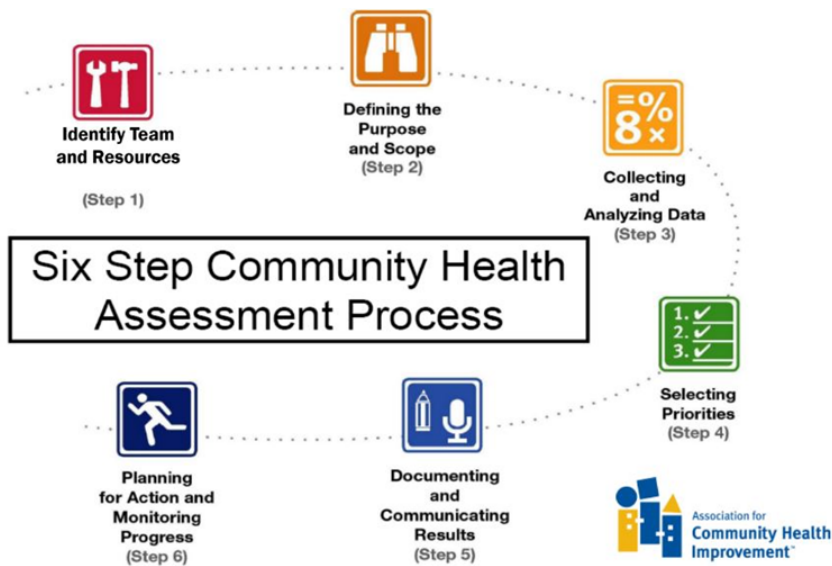 Identify Team
and Resources
(Step 1)
Defining the
Purpose
and Scope
(Step 2)
=%
8×
Collecting
and
Analyzing Data
(Step 3)
Six Step Community Health
Assessment Process
1. ✓
2. ✓
3. ✓
Selecting
Priorities
(Step 4)
Documenting
and
Communicating
Results
(Step 5)
Planning
for Action and
Monitoring
Progress
(Step 6)
Association for
Community Health
Improvement™